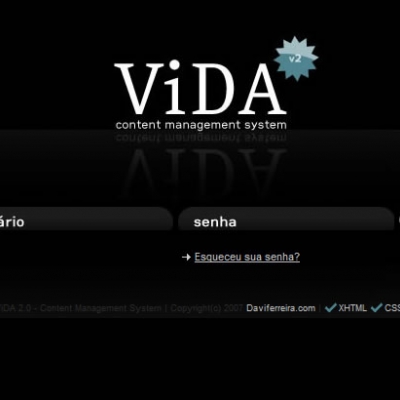 v2
ViDA
content management system
ário
senha
Esqueceu sua senha?
iDA 2.0 - Content Management System | Copyright(c) 2007 Daviferreira.com | XHTML CSS